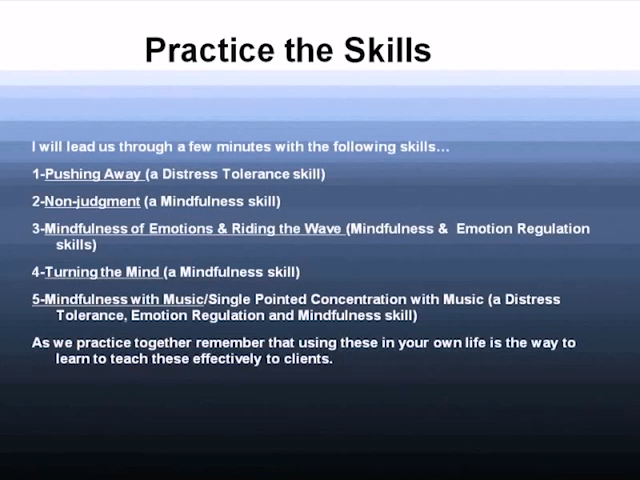 Practice the Skills
I will lead us through a few minutes with the following skills…
1-Pushing Away (a Distress Tolerance skill)
2-Non-judgment (a Mindfulness skill)
3-Mindfulness of Emotions & Riding the Wave (Mindfulness & Emotion Regulation
skills)
4-Turning the Mind (a Mindfulness skill)
5-Mindfulness with Music/Single Pointed Concentration with Music (a Distress
Tolerance, Emotion Regulation and Mindfulness skill)
As we practice together remember that using these in your own life is the way to
learn to teach these effectively to clients.